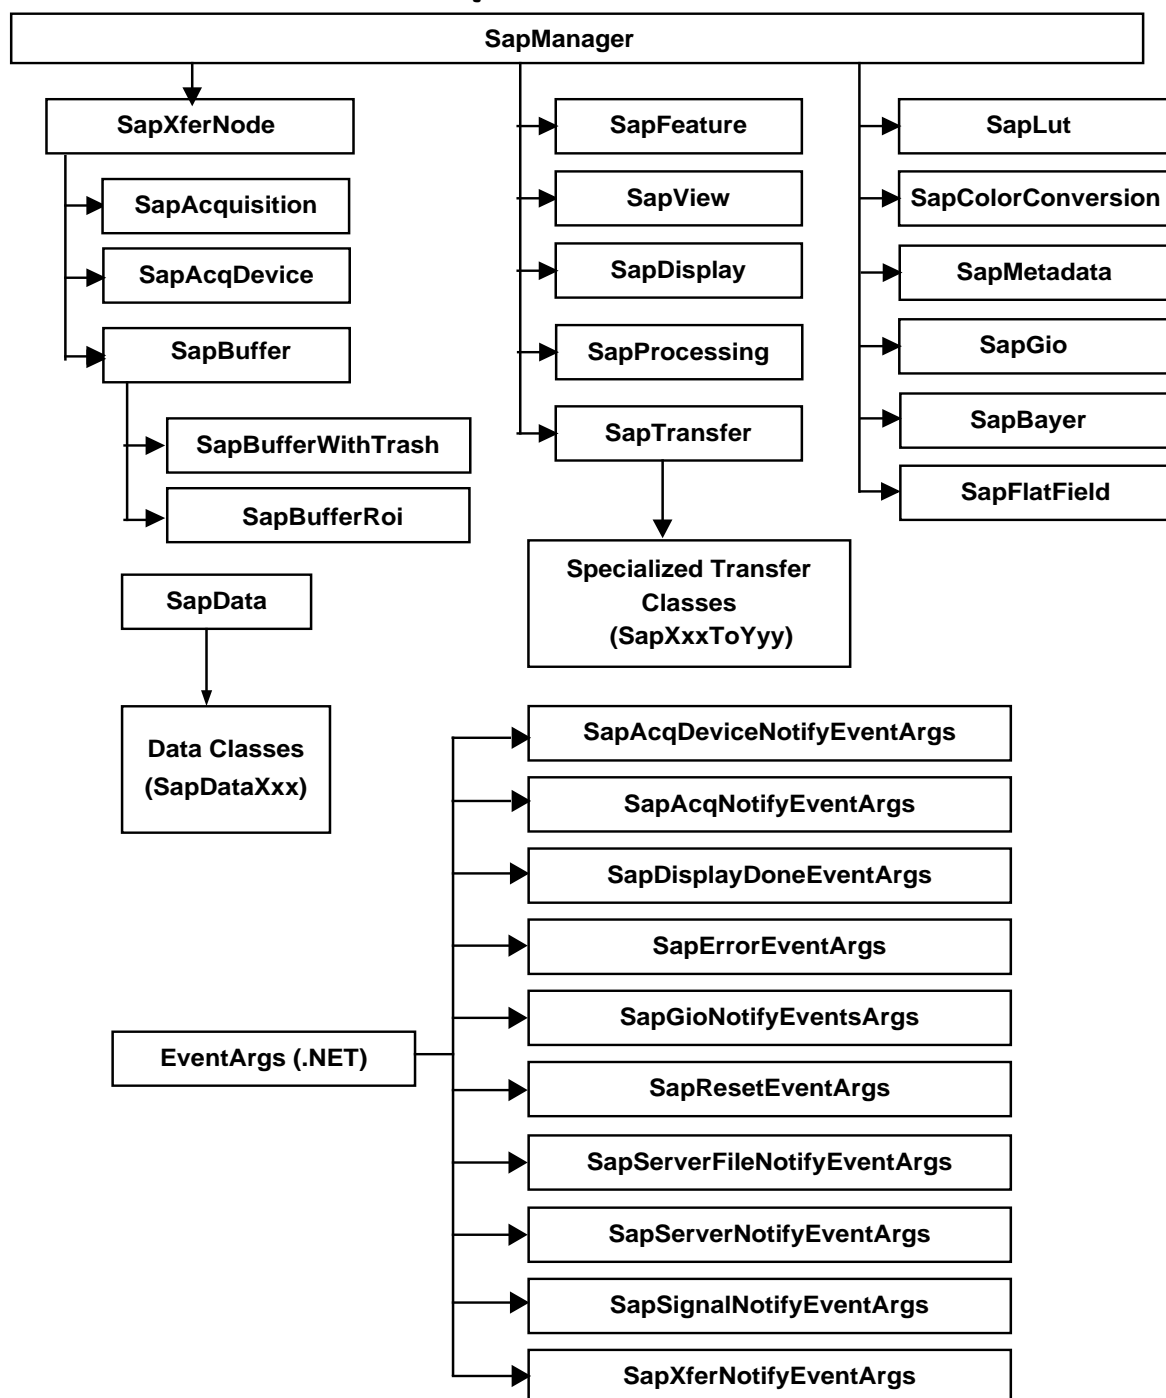 SapManager
SapXferNode
SapAcquisition
SapAcqDevice
SapBuffer
SapBufferWithTrash
SapBufferRoi
SapFeature
SapView
SapDisplay
SapProcessing
SapTransfer
Specialized Transfer
Classes
(SapXxxToYyy)
SapLut
SapColorConversion
SapMetadata
SapGio
SapBayer
SapFlatField
SapData
Data Classes
(SapDataXxx)
EventArgs (.NET)
SapAcqDeviceNotifyEventArgs
SapAcqNotifyEventArgs
SapDisplayDoneEventArgs
SapErrorEventArgs
SapGioNotifyEventsArgs
SapResetEventArgs
SapServerFileNotifyEventArgs
SapServerNotifyEventArgs
SapSignalNotifyEventArgs
SapXferNotifyEventArgs